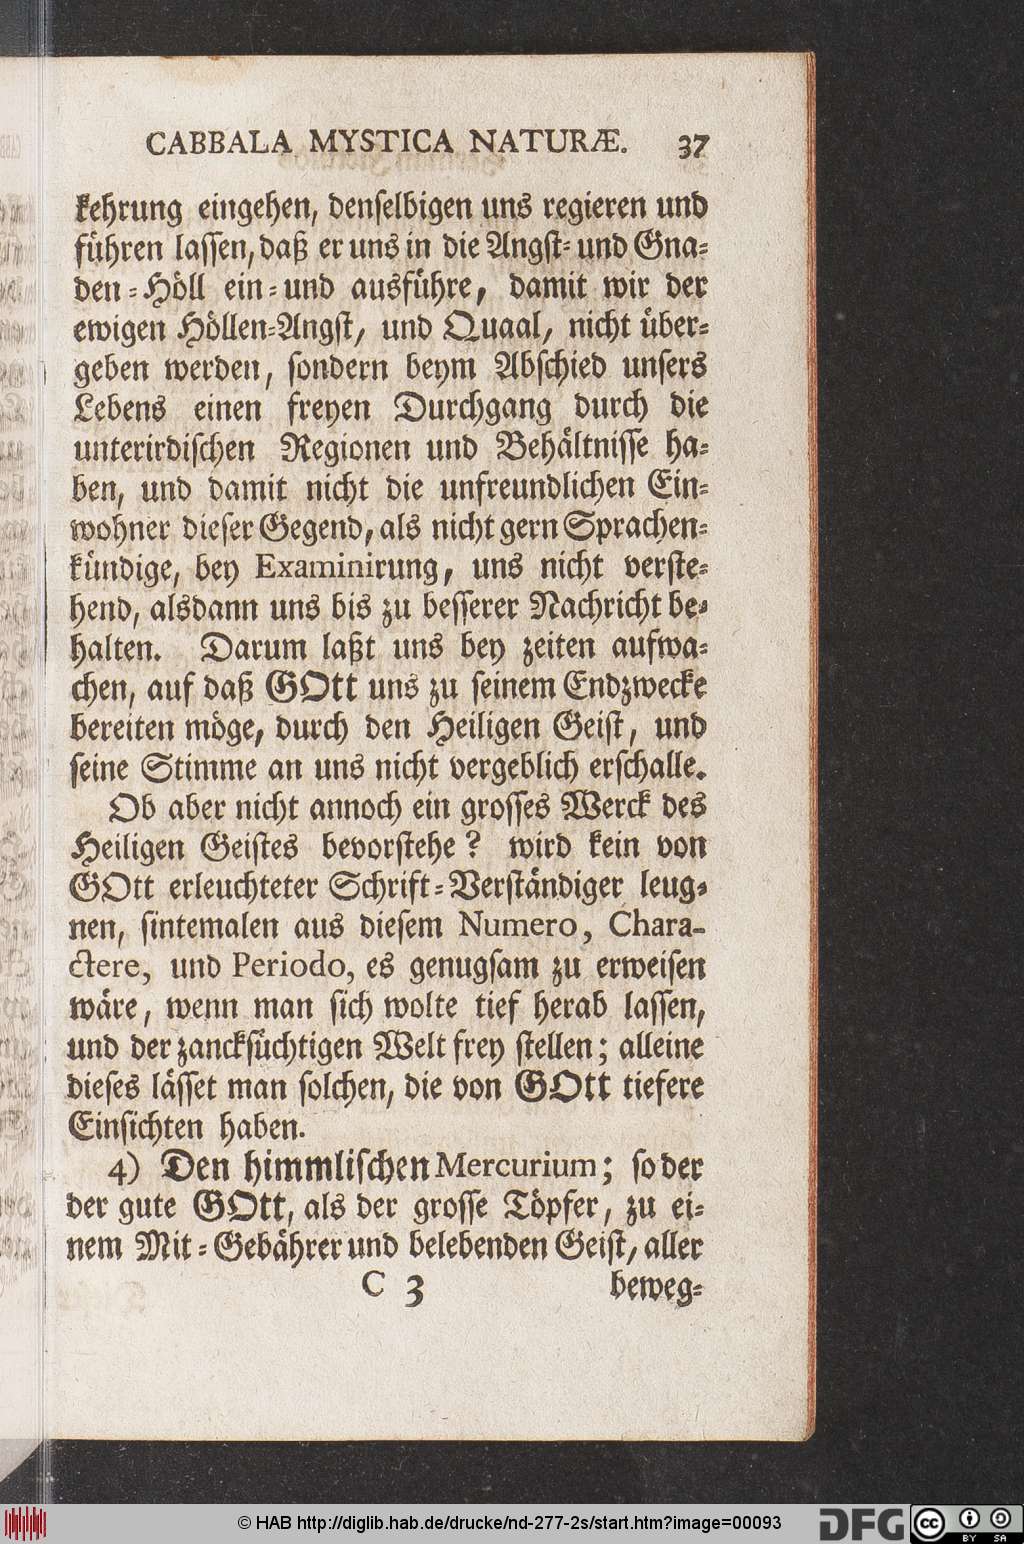 CABBALA MYSTICA NATURÆ. 37
kehrung eingehen, denselbigen uns regieren und
führen lassen, daß er uns in die Angst- und Gna-
den-Höll ein- und ausführe, damit wir der
ewigen Höllen-Angst, und Quaal, nicht über-
geben werden, sondern beym Abschied unsers
Lebens einen freyen Durchgang durch die
unterirdischen Regionen und Behältnisse ha-
ben, und damit nicht die unfreundlichen Ein-
wohner dieser Gegend, als nicht gern Sprachen-
kündige, bey Examinirung, uns nicht verste-
hend, alsdann uns bis zu besserer Nachricht be-
halten. Darum laßt uns bey zeiten aufwa-
chen, auf daß GOtt uns zu seinem Endzwecke
bereiten möge, durch den Heiligen Geist, und
seine Stimme an uns nicht vergeblich erschalle.
Ob aber nicht annoch ein grosses Werck des
Heiligen Geistes bevorstehe? wird kein von
GOtt erleuchteter Schrift-Verständiger leug-
nen, sintemalen aus diesem Numero, Chara-
ctere, und Periodo, es genugsam zu erweisen
wäre, wenn man sich wolte tief herab lassen,
und der zancksüchtigen Welt frey stellen; alleine
dieses lässet man solchen, die von GOtt tiefere
Einsichten haben.
4) Den himmlischen Mercurium; so der
der gute GOtt, als der grosse Töpfer, zu ei-
nem Mit-Gebährer und belebenden Geist, aller
C 3 beweg-
© HAB http://diglib.hab.de/drucke/nd-277-2s/start.htm?image=00093 DFG CC BY SA